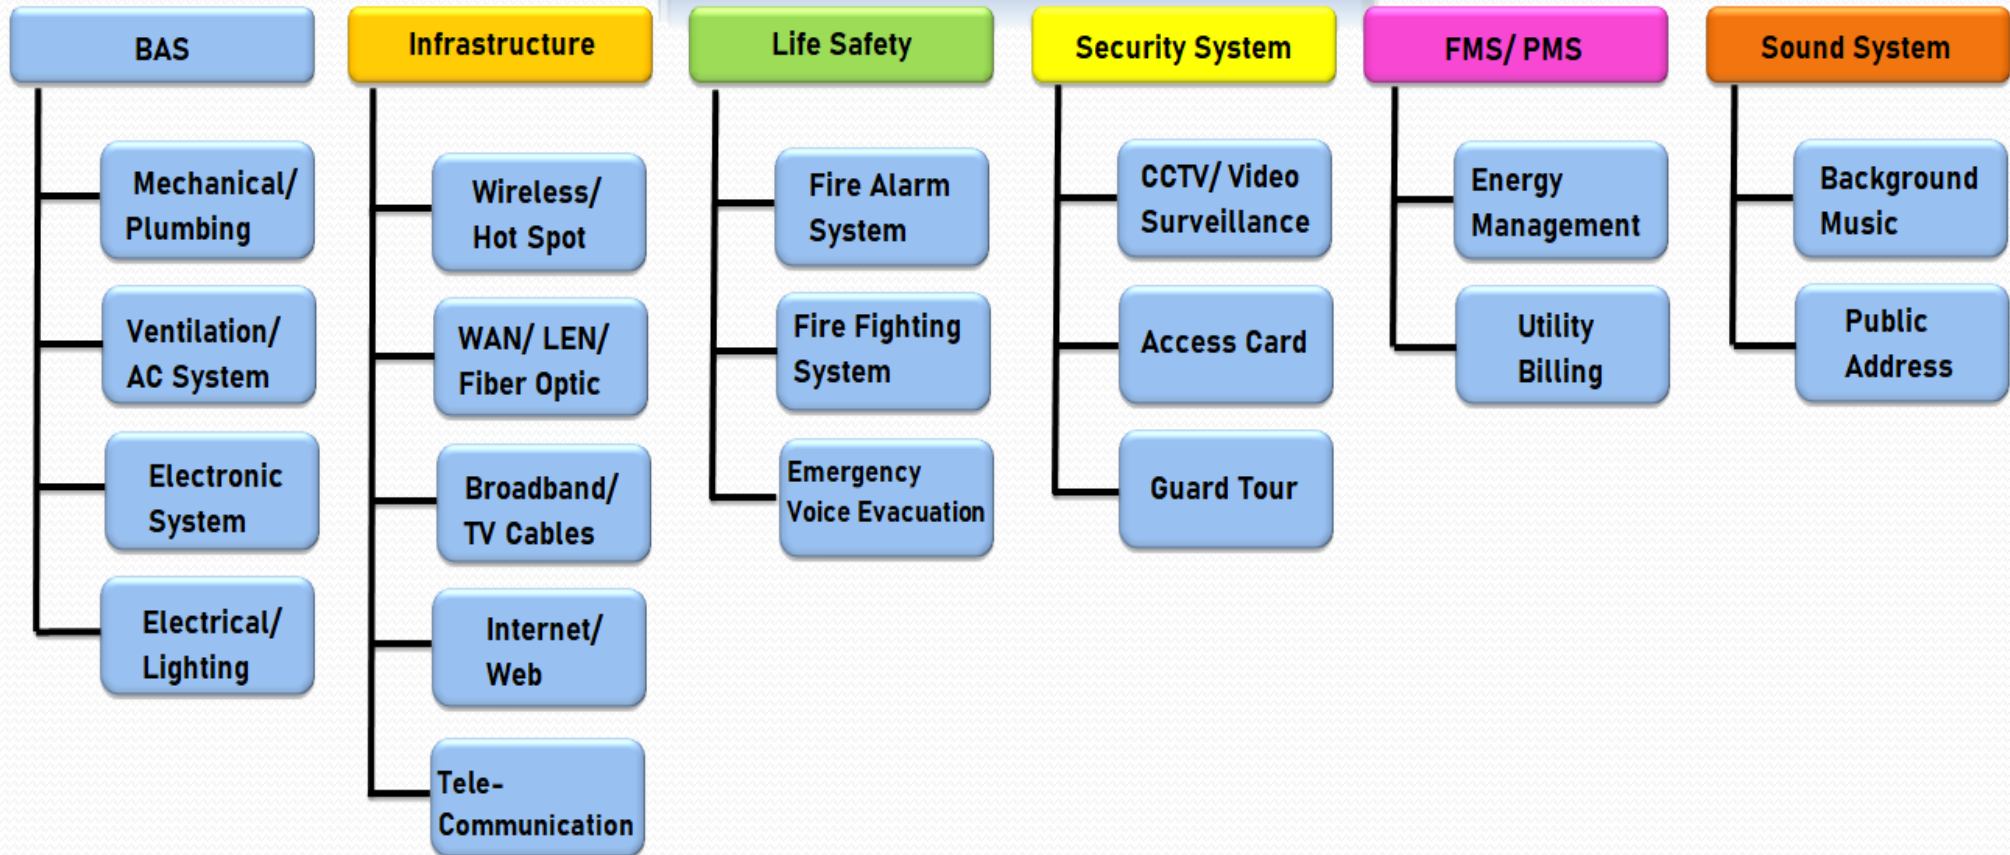 BAS
Mechanical/
Plumbing
Ventilation/
AC System
Electronic
System
Electrical/
Lighting
Infrastructure
Wireless/
Hot Spot
WAN/ LEN/
Fiber Optic
Broadband/
TV Cables
Internet/
Web
Tele-
Communication
Life Safety
Fire Alarm
System
Fire Fighting
System
Emergency
Voice Evacuation
Security System
CCTV/ Video
Surveillance
Access Card
Guard Tour
FMS/ PMS
Energy
Management
Utility
Billing
Sound System
Background
Music
Public
Address